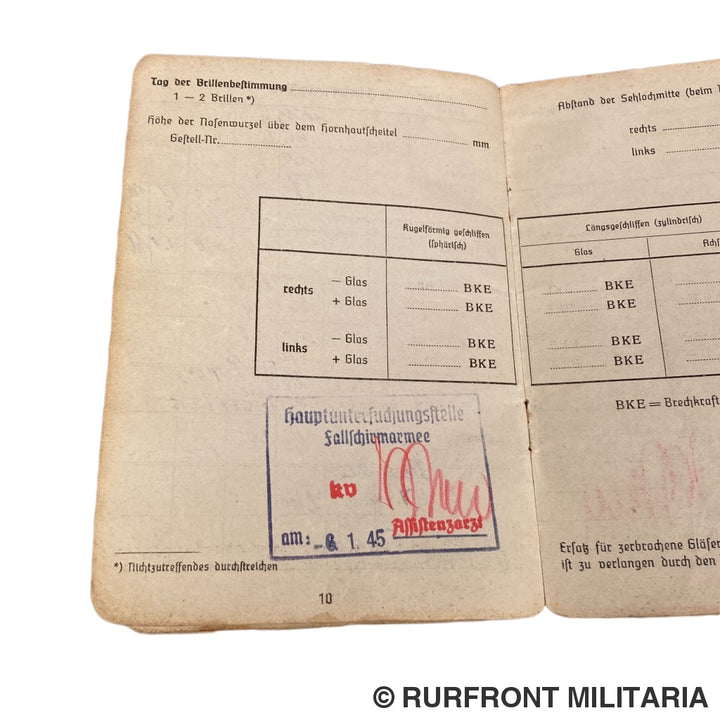 Tag der Brillenbestimmung
1 — 2 Brillen *)
Höhe der Nasenwurzel über dem Hornhautscheitel mm
Gestell-Nr.
Kugelförmig geschliffen
(sphärisch)
rechts
— Glas BKE
+ Glas BKE
links
— Glas BKE
+ Glas BKE
Hauptuntersuchungsstelle
Fallschirmarmee
kv
Assistenzarzt
am: - 6. 1. 45
*) Nichtzutreffendes durchstreichen
10
Abstand der Sehlochmitte (beim
rechts
links
Längsgeschliffen (zylindrisch)
Glas
BKE
BKE
BKE
BKE
BKE = Brechkraft
Ersatz für zerbrochene Gläser
ist zu verlangen durch den
© RURFRONT MILITARIA